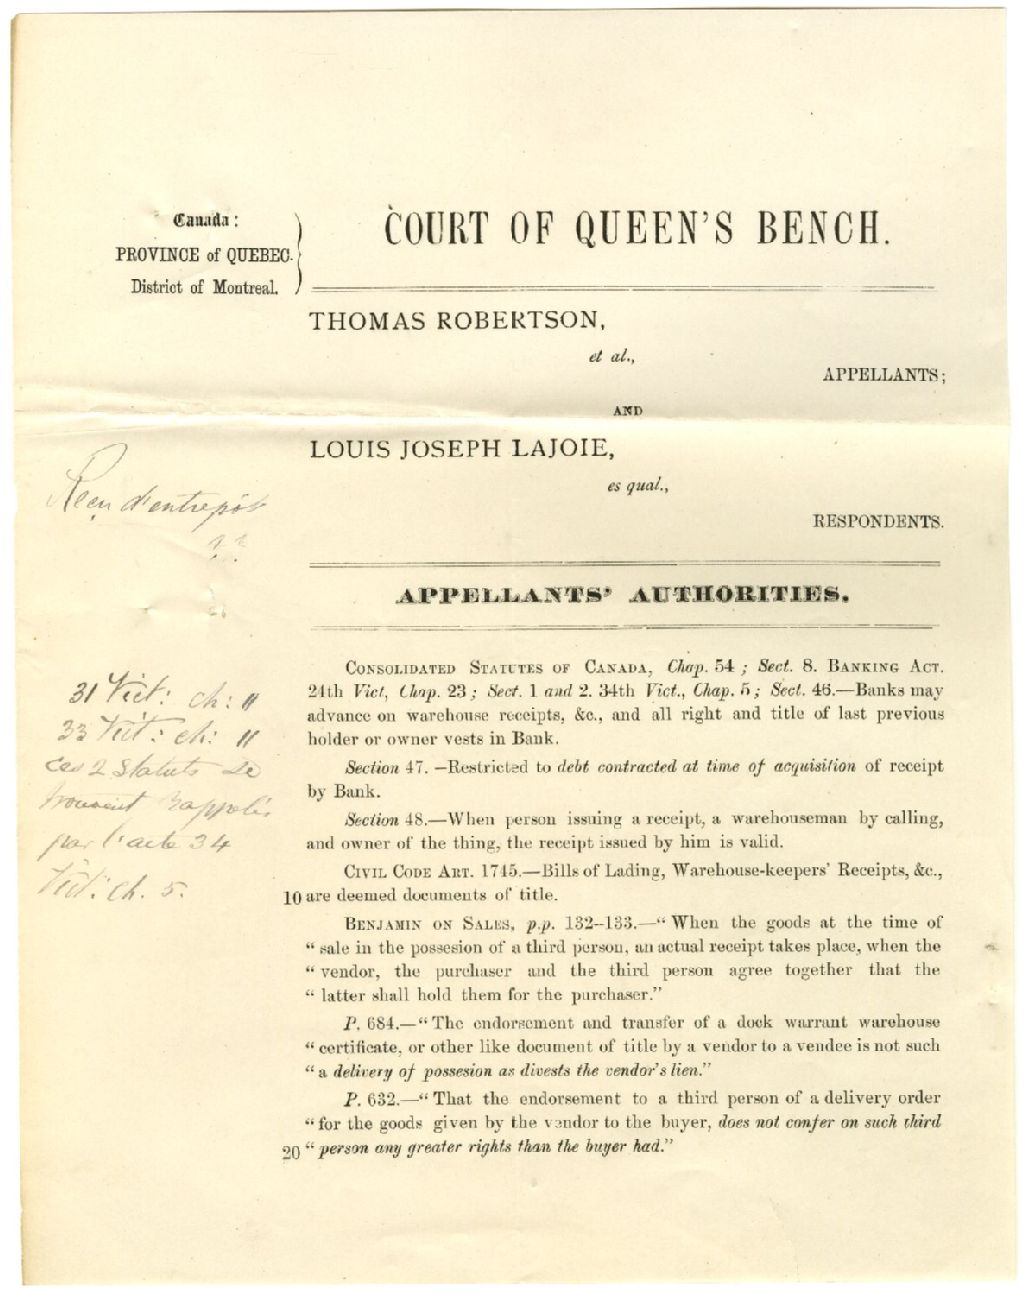 Canada:
PROVINCE of QUEBEC.
District of Montreal.
COURT OF QUEEN'S BENCH.
THOMAS ROBERTSON,
et al.,
APPELLANTS;
AND
LOUIS JOSEPH LAJOIE,
es qual.,
RESPONDENTS.
Recu d'entrepôt
APPELLANTS' AUTHORITIES.
31 Vict: ch: 11
33 Vict: ch: 11
ces 2 Statuts se
trouvent rappelés
par l'acte 34
Vict: ch. 5.
CONSOLIDATED STATUTES OF CANADA, Chap. 54; Sect. 8. BANKING ACT.
24th Vict, Chap. 23; Sect. 1 and 2. 34th Vict., Chap. 5; Sect. 46.—Banks may
advance on warehouse receipts, &c., and all right and title of last previous
holder or owner vests in Bank.
Section 47. —Restricted to debt contracted at time of acquisition of receipt
by Bank.
Section 48.—When person issuing a receipt, a warehouseman by calling,
and owner of the thing, the receipt issued by him is valid.
CIVIL CODE ART. 1745.—Bills of Lading, Warehouse-keepers' Receipts, &c.,
10 are deemed documents of title.
BENJAMIN ON SALES, p.p. 132–133.—“ When the goods at the time of
“ sale in the possesion of a third person, an actual receipt takes place, when the
“ vendor, the purchaser and the third person agree together that the
“ latter shall hold them for the purchaser.”
P. 684.—“ The endorsement and transfer of a dock warrant warehouse
“ certificate, or other like document of title by a vendor to a vendee is not such
“ a delivery of possesion as divests the vendor's lien.”
P. 632.—“ That the endorsement to a third person of a delivery order
“ for the goods given by the vendor to the buyer, does not confer on such third
20 “ person any greater rights than the buyer had.”